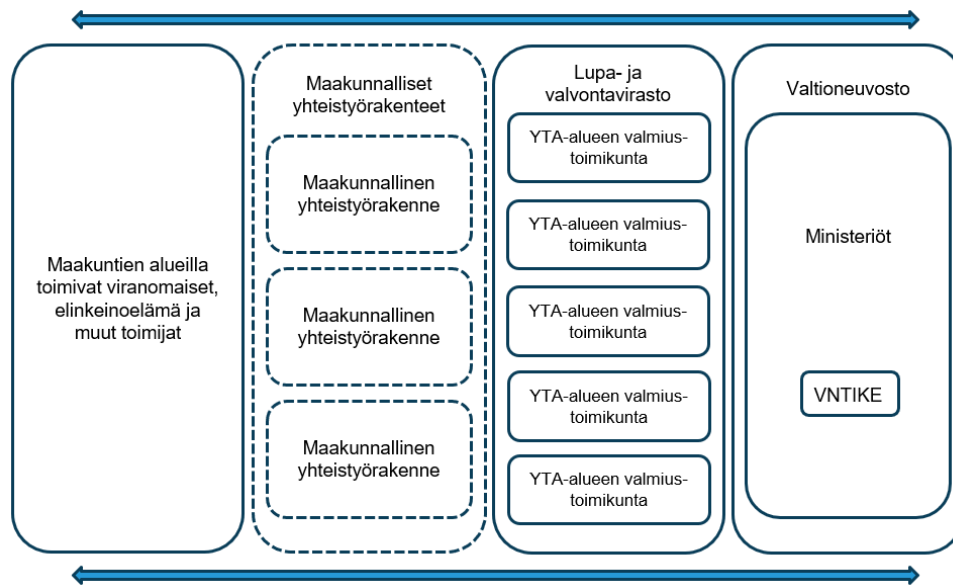 Maakuntien alueilla
toimivat viranomaiset,
elinkeinoelämä ja
muut toimijat
Maakunnalliset
yhteistyörakenteet
Maakunnallinen
yhteistyörakenne
Maakunnallinen
yhteistyörakenne
Maakunnallinen
yhteistyörakenne
Lupa- ja
valvontavirasto
YTA-alueen valmius-
toimikunta
YTA-alueen valmius-
toimikunta
YTA-alueen valmius-
toimikunta
YTA-alueen valmius-
toimikunta
YTA-alueen valmius-
toimikunta
Valtioneuvosto
Ministeriöt
VNTIKE